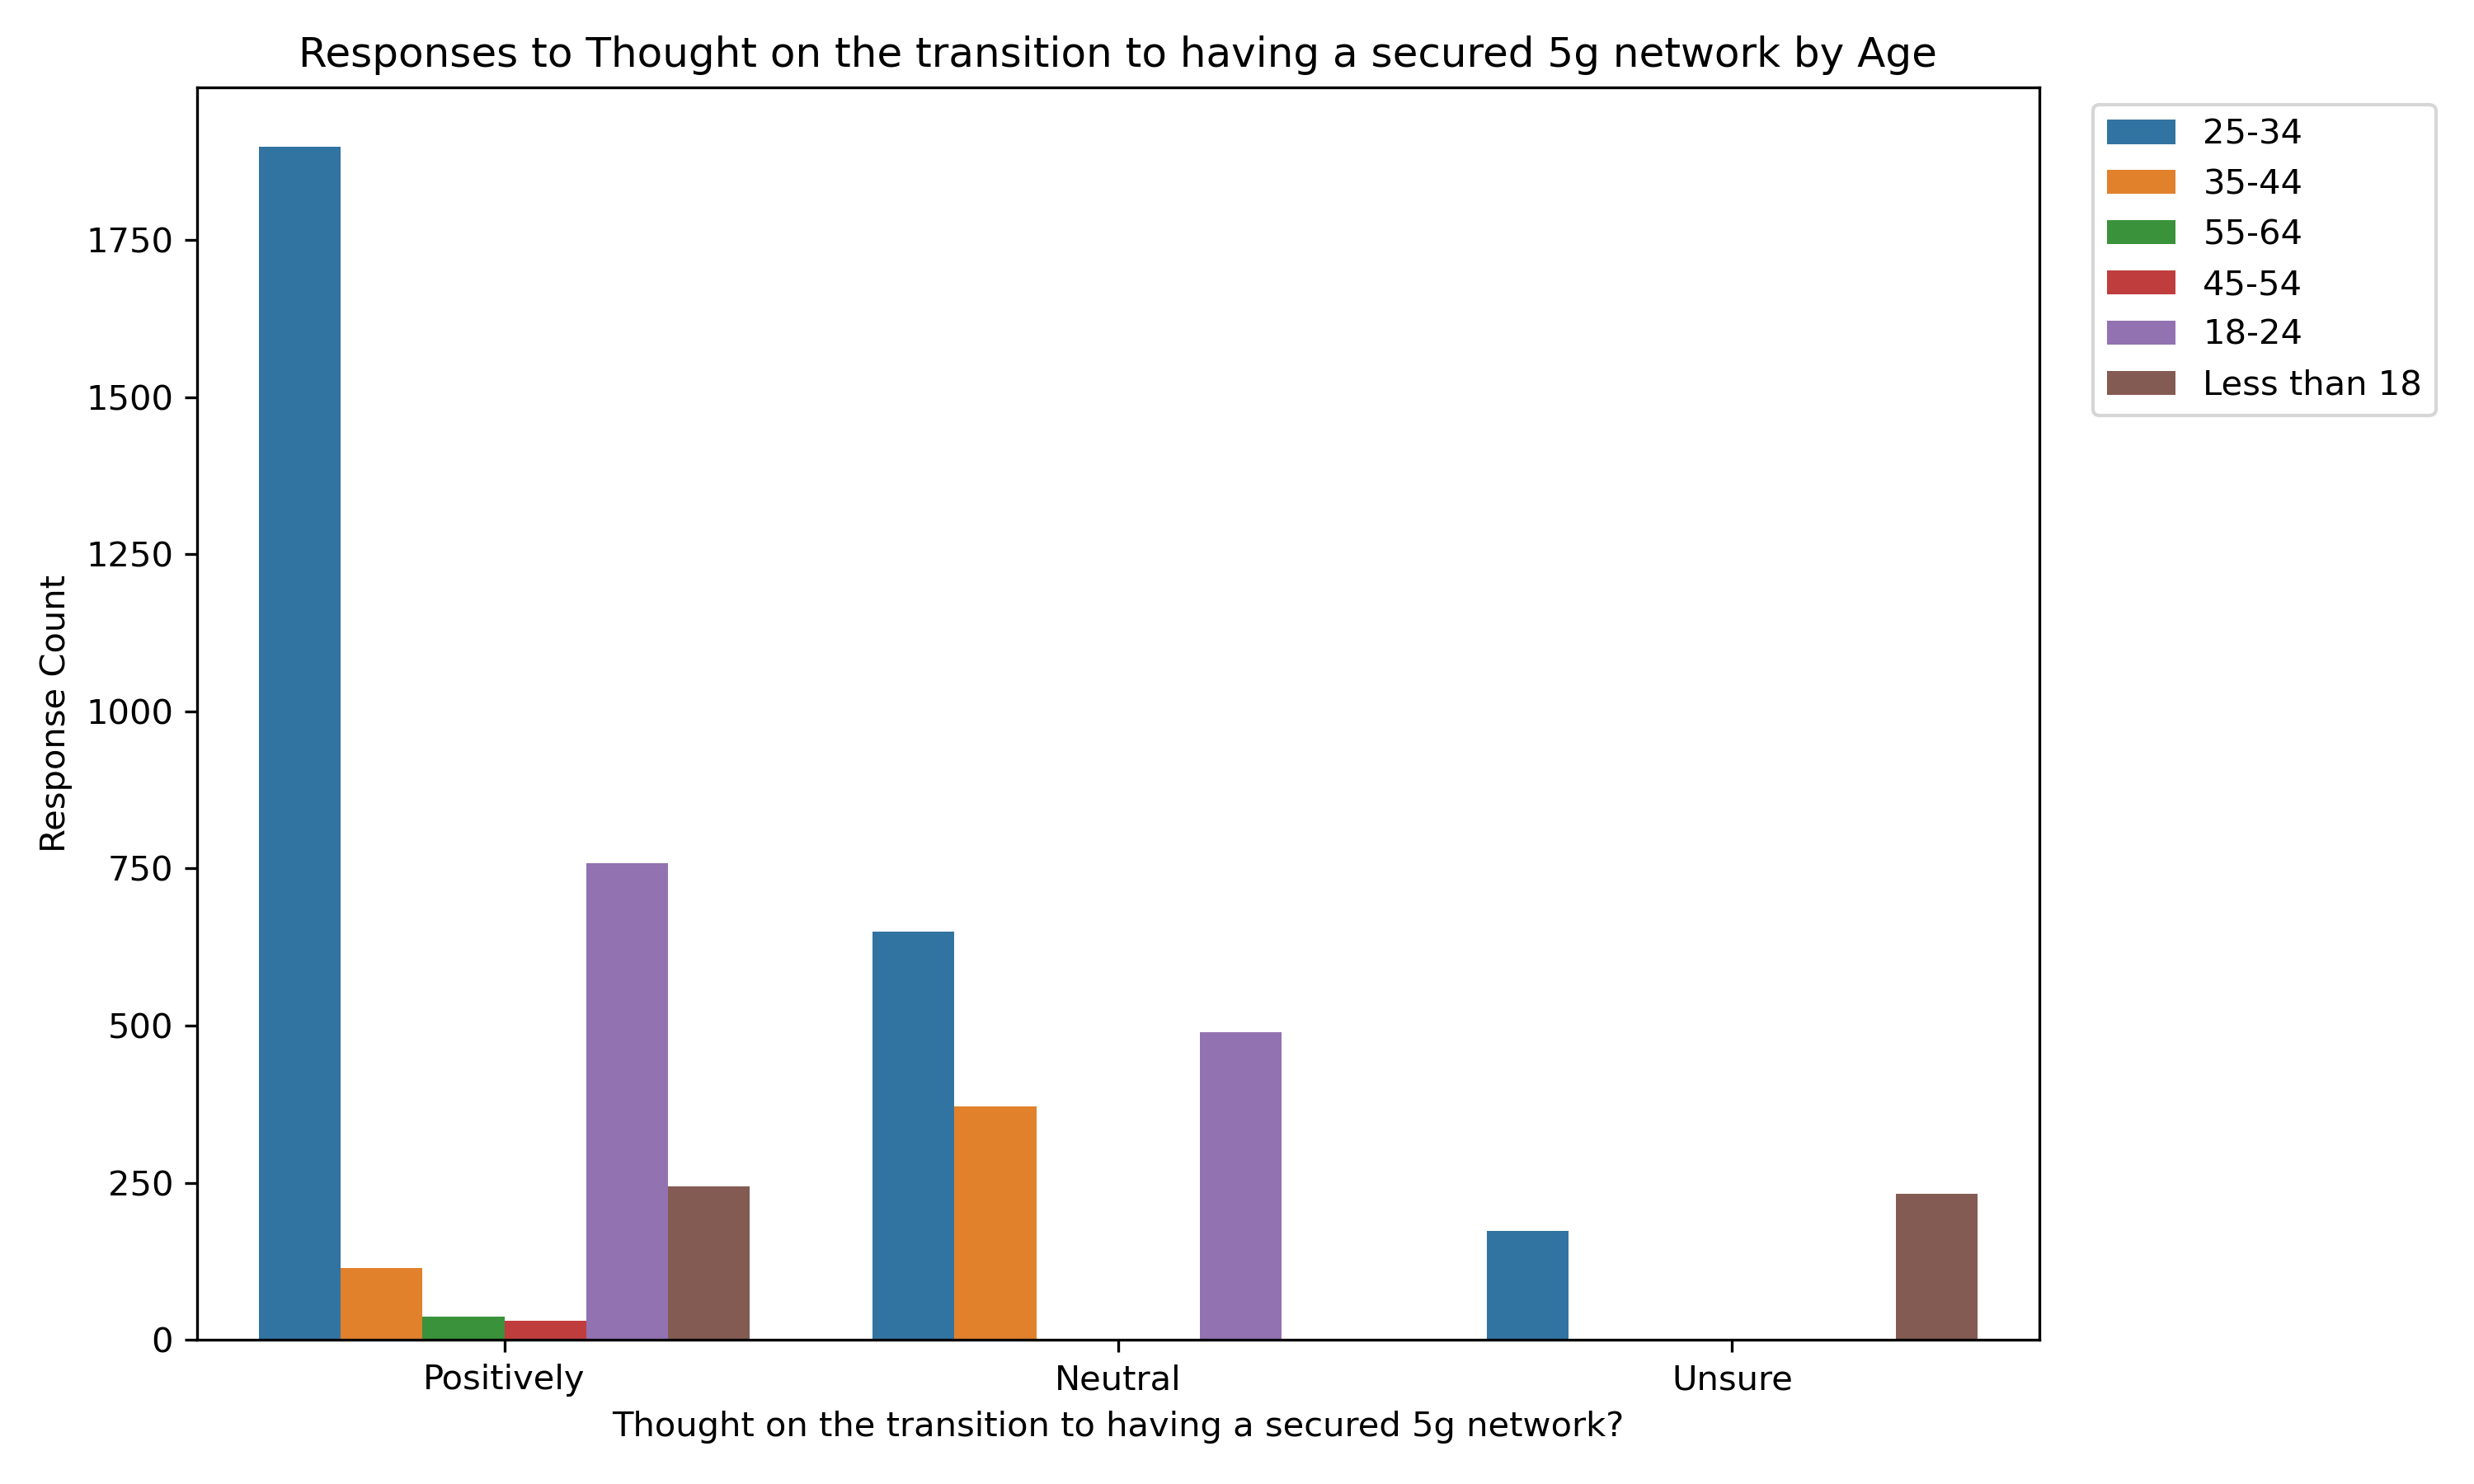 Responses to Thought on the transition to having a secured 5g network by Age
25-34
35-44
55-64
45-54
18-24
Less than 18
Response Count
1750
1500
1250
1000
750
500
250
0
Positively
Neutral
Unsure
Thought on the transition to having a secured 5g network?